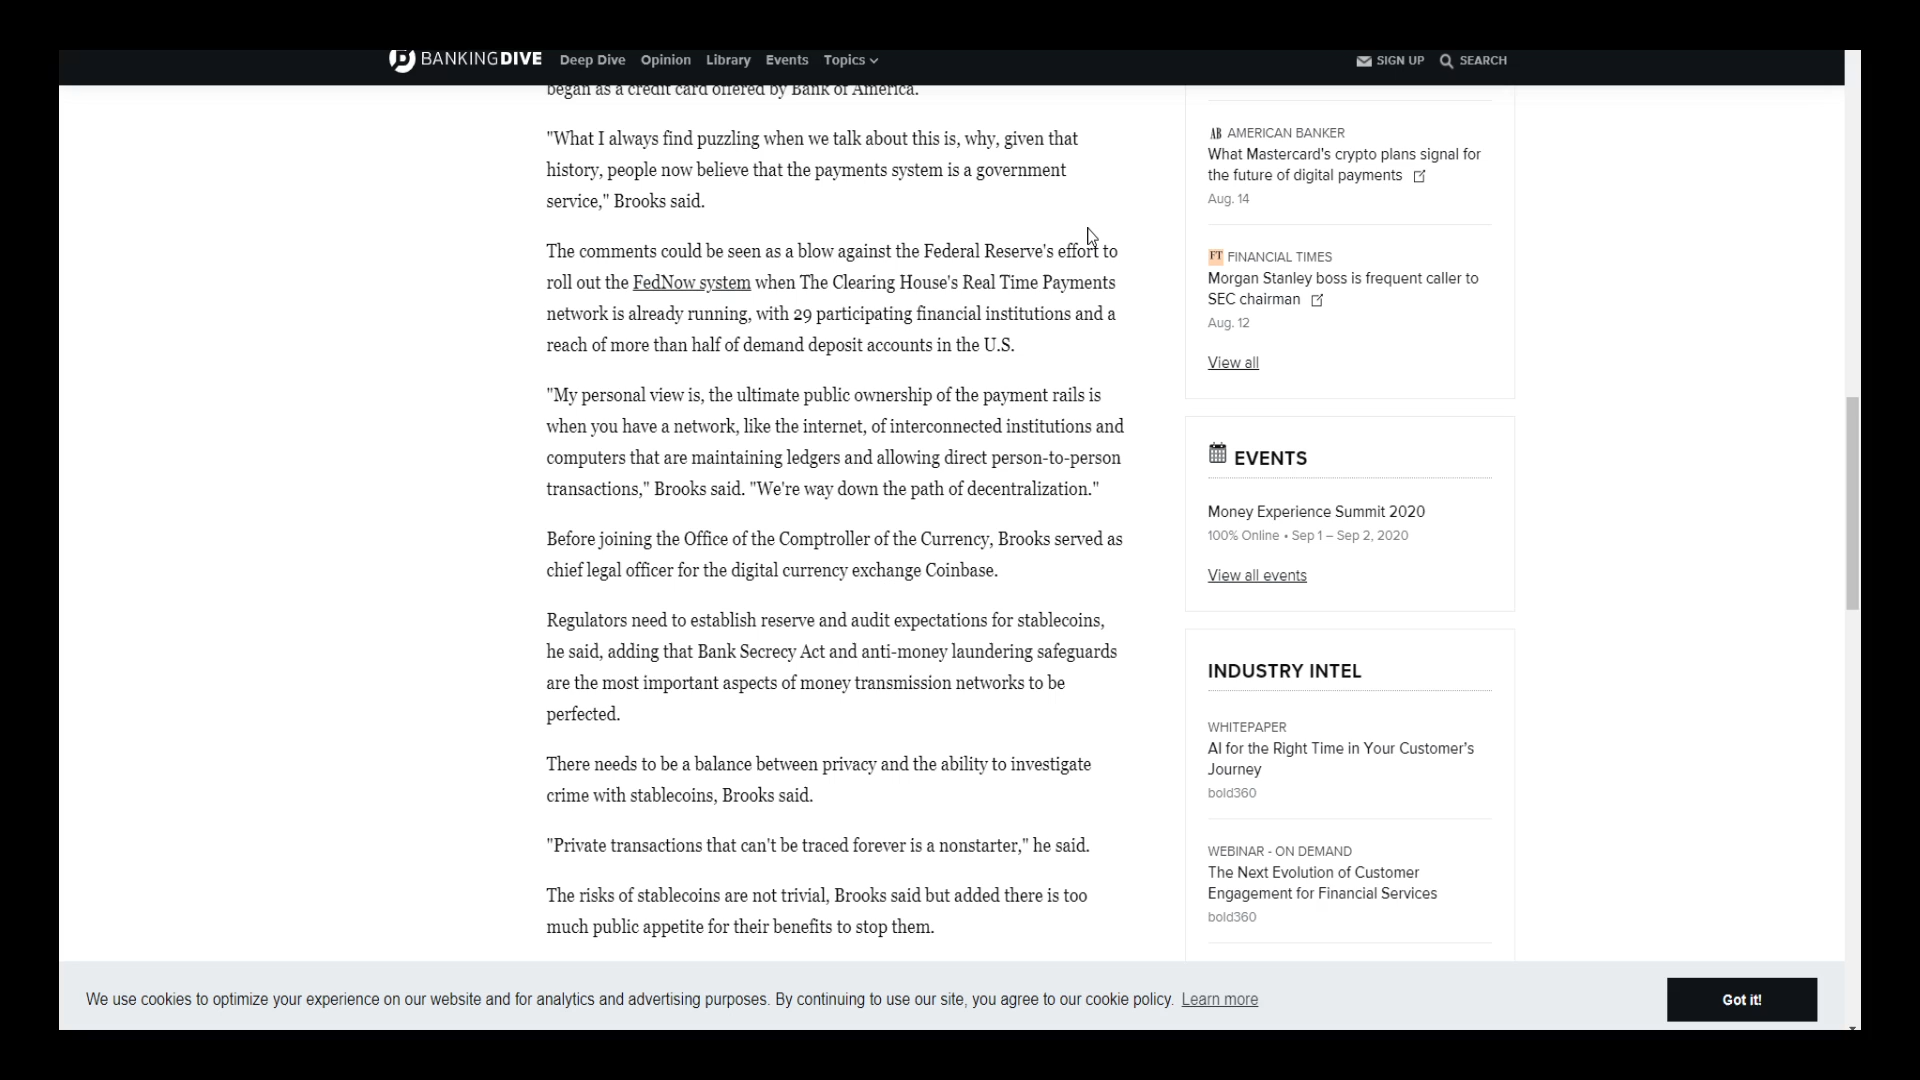 BANKINGDIVE Deep Dive Opinion Library Events Topics SIGN UP SEARCH
began as a credit card offered by Bank of America.
"What I always find puzzling when we talk about this is, why, given that
history, people now believe that the payments system is a government
service," Brooks said.
The comments could be seen as a blow against the Federal Reserve's effort to
roll out the FedNow system when The Clearing House's Real Time Payments
network is already running, with 29 participating financial institutions and a
reach of more than half of demand deposit accounts in the U.S.
"My personal view is, the ultimate public ownership of the payment rails is
when you have a network, like the internet, of interconnected institutions and
computers that are maintaining ledgers and allowing direct person-to-person
transactions," Brooks said. "We're way down the path of decentralization."
Before joining the Office of the Comptroller of the Currency, Brooks served as
chief legal officer for the digital currency exchange Coinbase.
Regulators need to establish reserve and audit expectations for stablecoins,
he said, adding that Bank Secrecy Act and anti-money laundering safeguards
are the most important aspects of money transmission networks to be
perfected.
There needs to be a balance between privacy and the ability to investigate
crime with stablecoins, Brooks said.
"Private transactions that can't be traced forever is a nonstarter," he said.
The risks of stablecoins are not trivial, Brooks said but added there is too
much public appetite for their benefits to stop them.
AB AMERICAN BANKER
What Mastercard's crypto plans signal for
the future of digital payments
Aug. 14
FT FINANCIAL TIMES
Morgan Stanley boss is frequent caller to
SEC chairman
Aug. 12
View all
EVENTS
Money Experience Summit 2020
100% Online • Sep 1 – Sep 2, 2020
View all events
INDUSTRY INTEL
WHITEPAPER
AI for the Right Time in Your Customer's
Journey
bold360
WEBINAR - ON DEMAND
The Next Evolution of Customer
Engagement for Financial Services
bold360
We use cookies to optimize your experience on our website and for analytics and advertising purposes. By continuing to use our site, you agree to our cookie policy. Learn more
Got it!